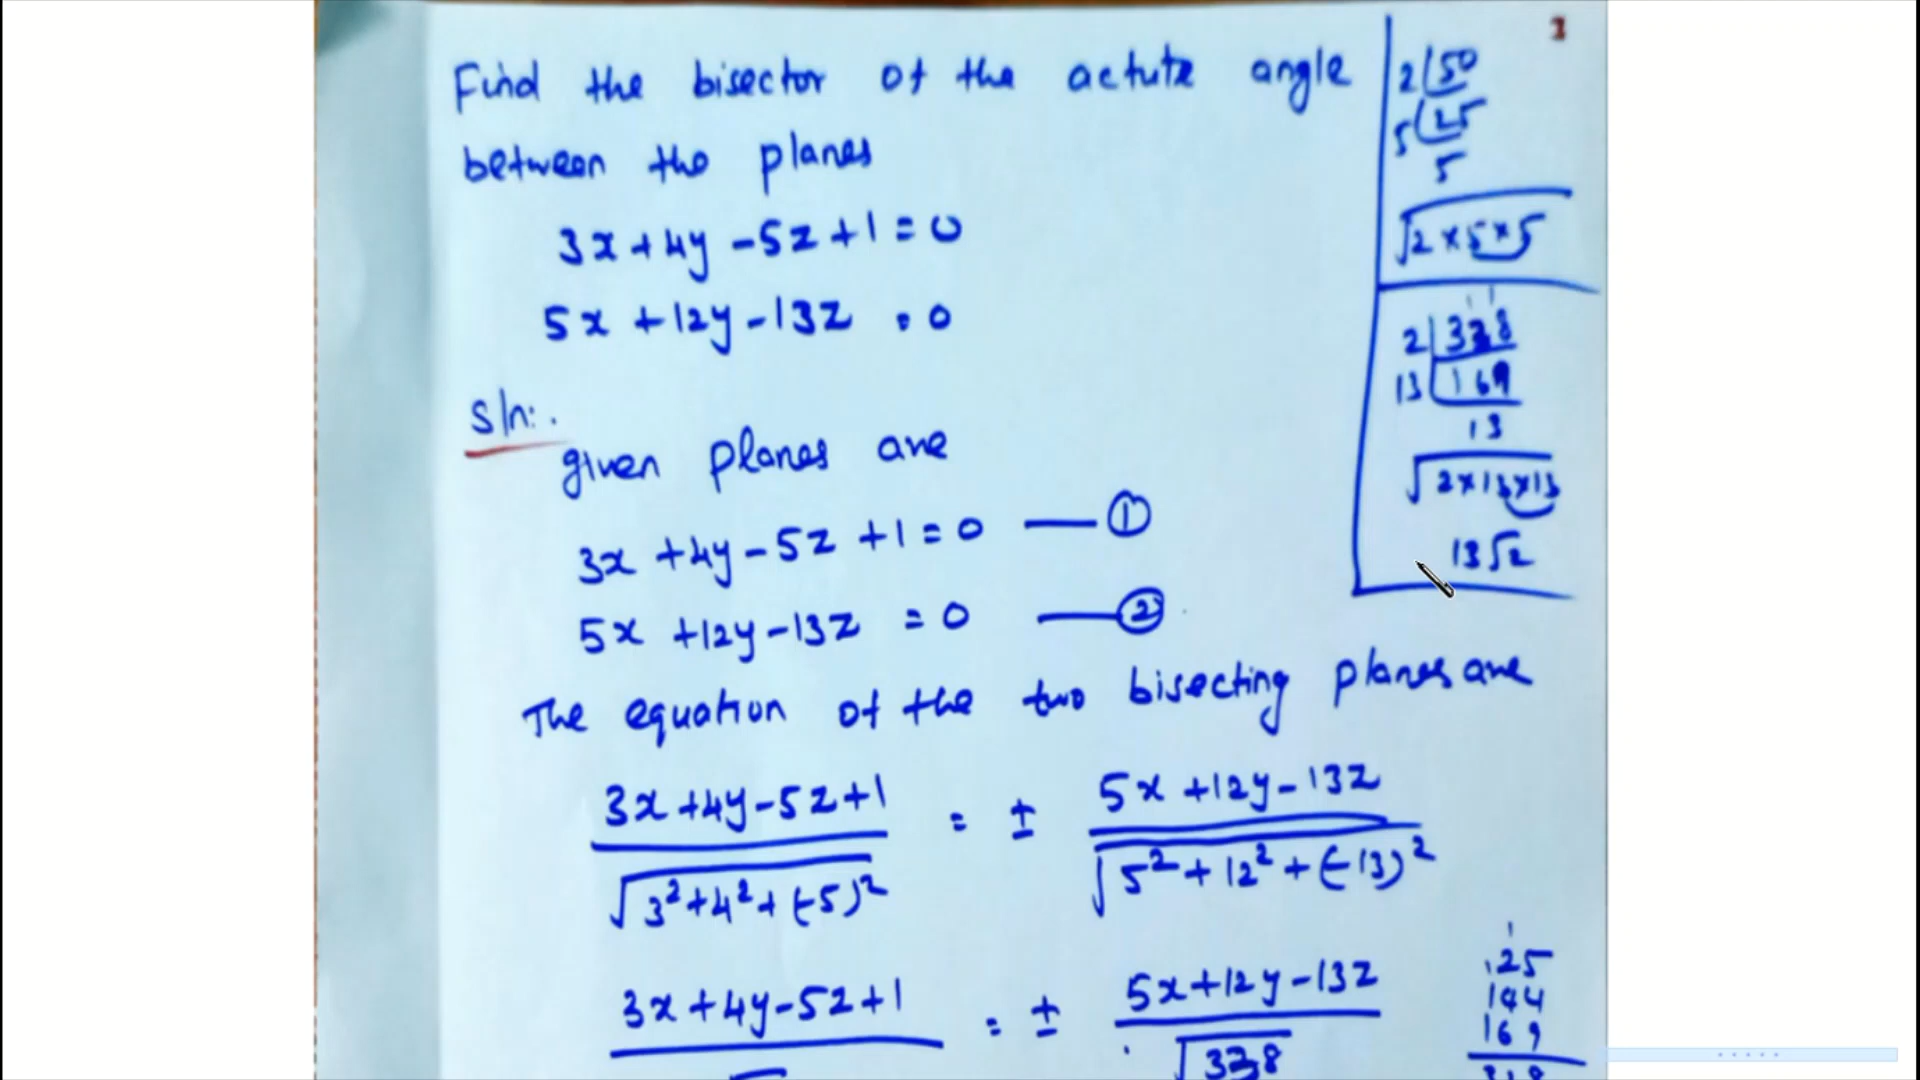 Find the bisector of the actute angle
between the planes
3x + 4y - 5z + 1 = 0
5x + 12y - 13z = 0
Sln:.
given planes are
3x + 4y - 5z + 1 = 0 —— ①
5x + 12y - 13z = 0 —— ②
The equation of the two bisecting planes are
3x + 4y - 5z + 1 = ± 5x + 12y - 13z
√3² + 4² + (-5)² √5² + 12² + (-13)²
3x + 4y - 5z + 1 = ± 5x + 12y - 13z
√338
1
2 50
5 25
5
√2 × 5 × 5
2 338
13 169
13
√2 × 13 × 13
13√2
25
144
169